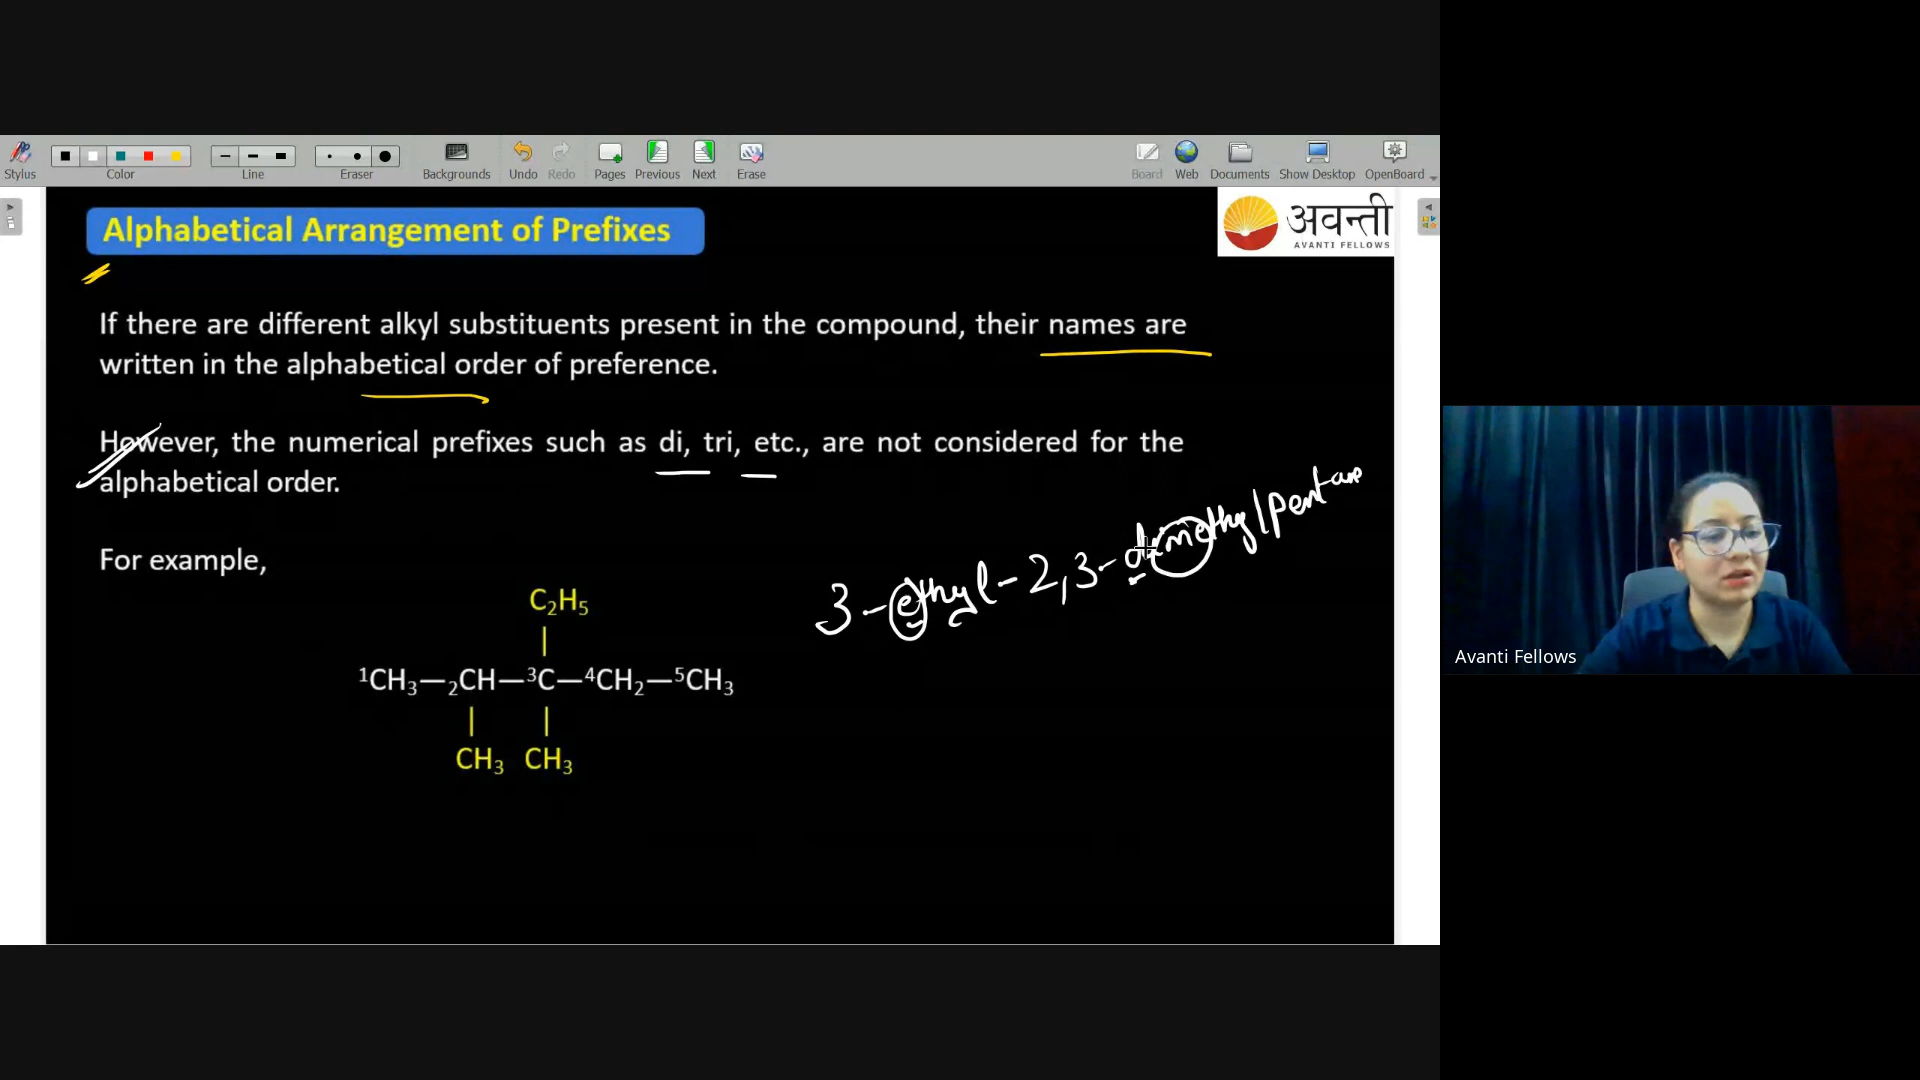 Stylus Color Line Eraser Backgrounds Undo Redo Pages Previous Next Erase Board Web Documents Show Desktop OpenBoard
Alphabetical Arrangement of Prefixes
अवन्ती
AVANTI FELLOWS
If there are different alkyl substituents present in the compound, their names are
written in the alphabetical order of preference.
However, the numerical prefixes such as di, tri, etc., are not considered for the
alphabetical order.
3-ethyl-2,3-dimethylpentane
For example,
C₂H₅
|
¹CH₃—₂CH—³C—⁴CH₂—⁵CH₃
| |
CH₃ CH₃
Avanti Fellows